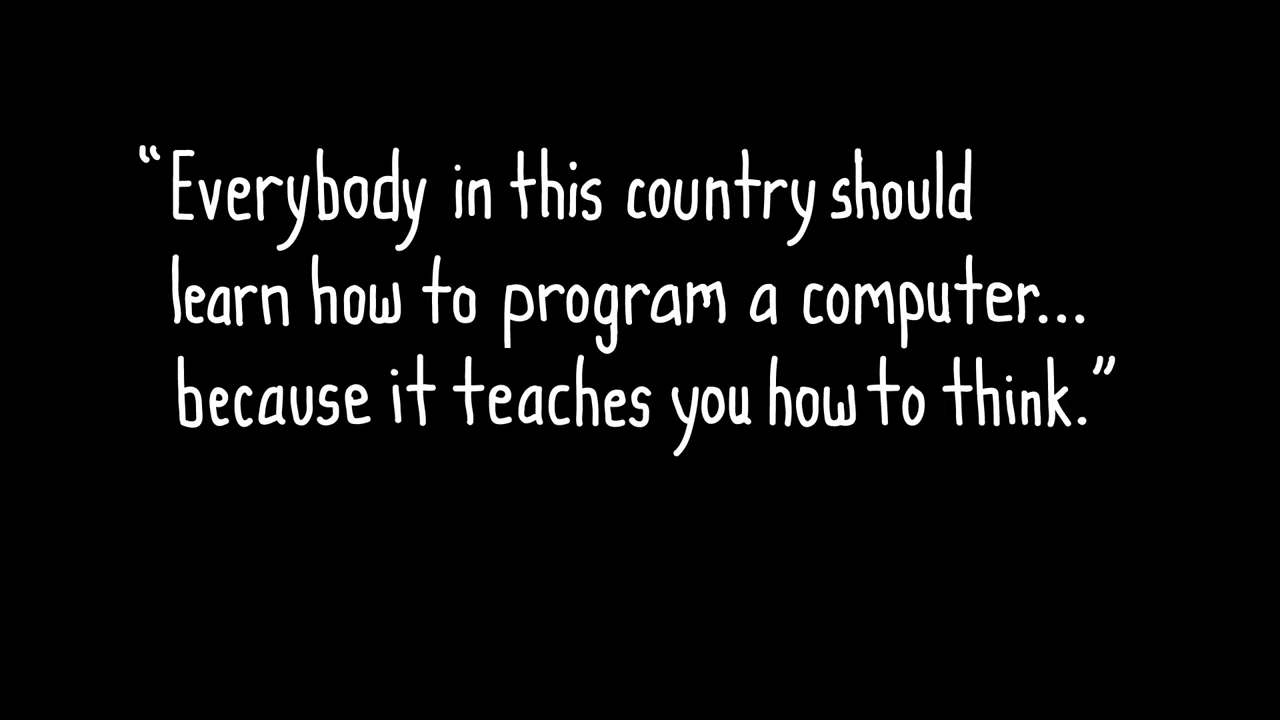 “Everybody in this country should
learn how to program a computer...
because it teaches you how to think.”